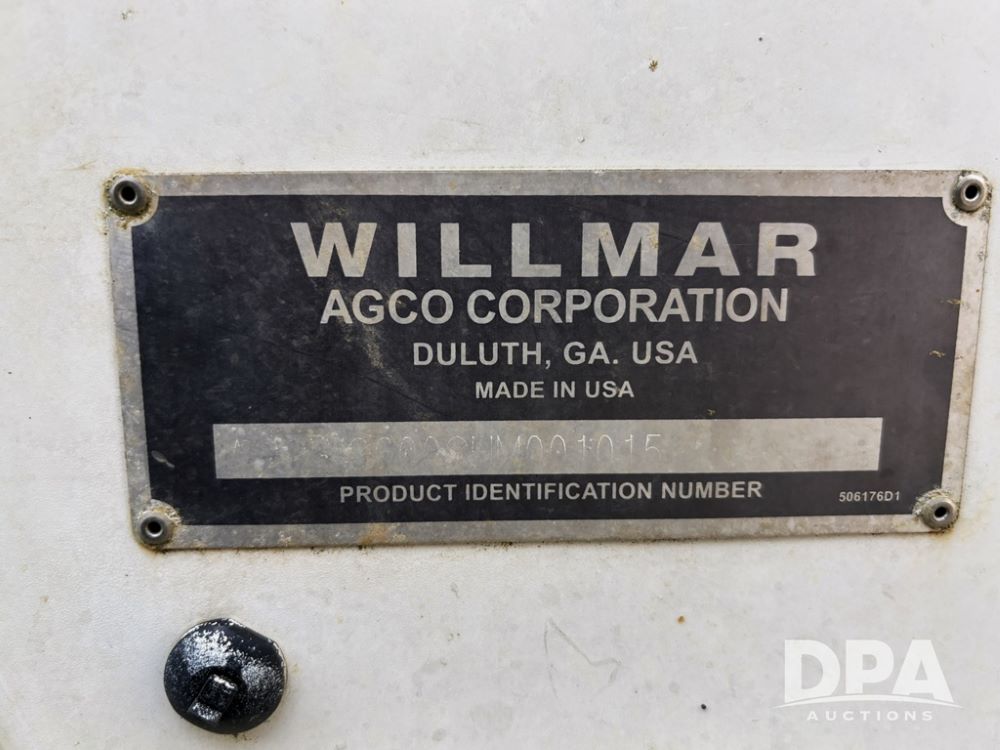 WILLMAR
AGCO CORPORATION
DULUTH, GA. USA
MADE IN USA
PRODUCT IDENTIFICATION NUMBER
506176D1
DPA
AUCTIONS